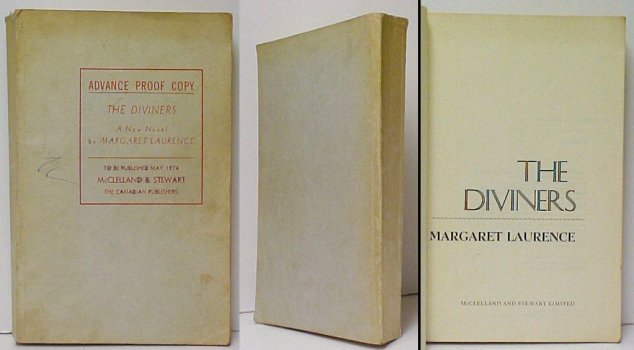 ADVANCE PROOF COPY
THE DIVINERS
A New Novel
by MARGARET LAURENCE
TO BE PUBLISHED MAY, 1974
McCLELLAND & STEWART
THE CANADIAN PUBLISHERS
THE
DIVINERS
MARGARET LAURENCE
McCLELLAND AND STEWART LIMITED